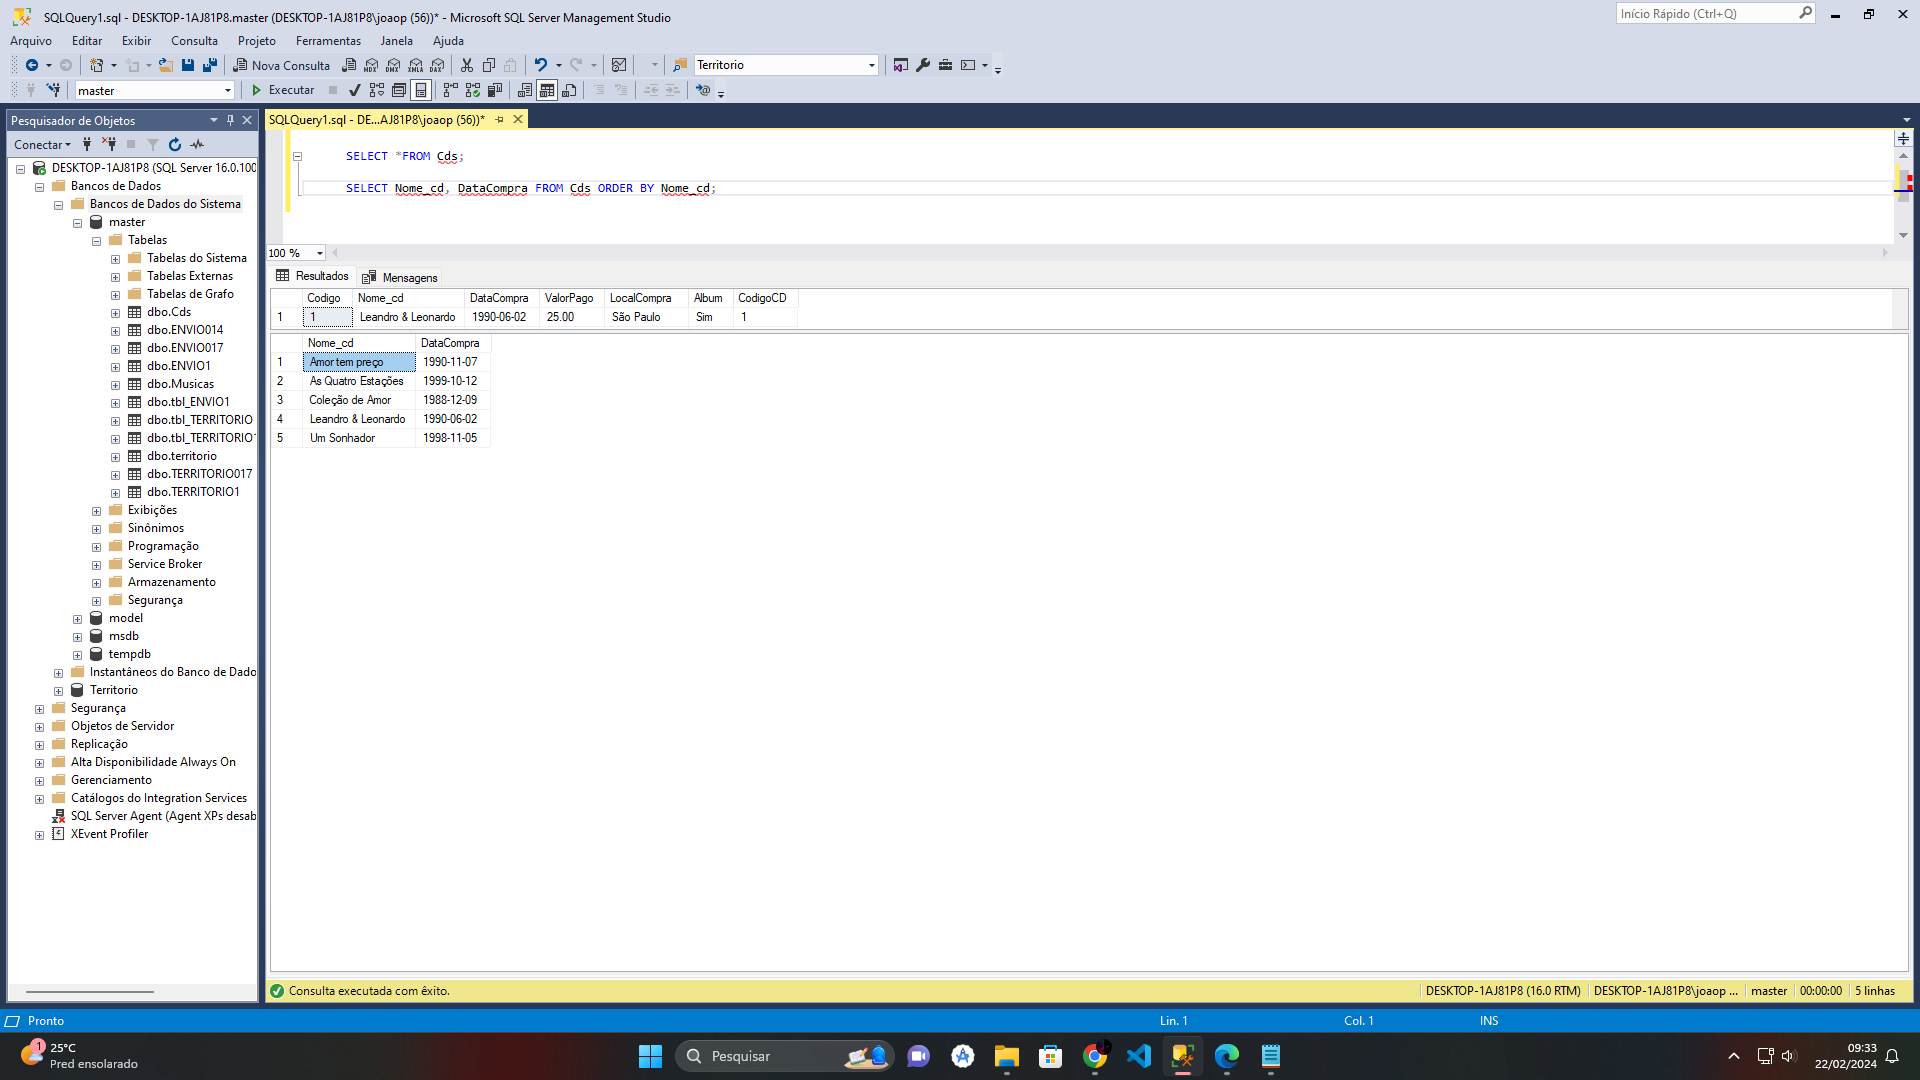 SQLQuery1.sql - DESKTOP-1AJ81P8.master (DESKTOP-1AJ81P8\joaop (56))* - Microsoft SQL Server Management Studio
Início Rápido (Ctrl+Q)
Arquivo Editar Exibir Consulta Projeto Ferramentas Janela Ajuda
Nova Consulta
MDX DMX XMLA DAX
Territorio
master
Executar
Pesquisador de Objetos
Conectar
DESKTOP-1AJ81P8 (SQL Server 16.0.100
Bancos de Dados
Bancos de Dados do Sistema
master
Tabelas
Tabelas do Sistema
Tabelas Externas
Tabelas de Grafo
dbo.Cds
dbo.ENVIO014
dbo.ENVIO017
dbo.ENVIO1
dbo.Musicas
dbo.tbl_ENVIO1
dbo.tbl_TERRITORIO
dbo.tbl_TERRITORIO
dbo.territorio
dbo.TERRITORIO017
dbo.TERRITORIO1
Exibições
Sinônimos
Programação
Service Broker
Armazenamento
Segurança
model
msdb
tempdb
Instantâneos do Banco de Dado
Territorio
Segurança
Objetos de Servidor
Replicação
Alta Disponibilidade Always On
Gerenciamento
Catálogos do Integration Services
SQL Server Agent (Agent XPs desab
XEvent Profiler
SQLQuery1.sql - DE...AJ81P8\joaop (56))*
SELECT *FROM Cds;
SELECT Nome_cd, DataCompra FROM Cds ORDER BY Nome_cd;
100 %
Resultados Mensagens
Codigo Nome_cd DataCompra ValorPago LocalCompra Album CodigoCD
1 1 Leandro & Leonardo 1990-06-02 25.00 São Paulo Sim 1
Nome_cd DataCompra
1 Amor tem preço 1990-11-07
2 As Quatro Estações 1999-10-12
3 Coleção de Amor 1988-12-09
4 Leandro & Leonardo 1990-06-02
5 Um Sonhador 1998-11-05
Consulta executada com êxito.
DESKTOP-1AJ81P8 (16.0 RTM) DESKTOP-1AJ81P8\joaop ... master 00:00:00 5 linhas
Pronto
Lin. 1 Col. 1 INS
1
25°C
Pred ensolarado
Pesquisar
09:33
22/02/2024